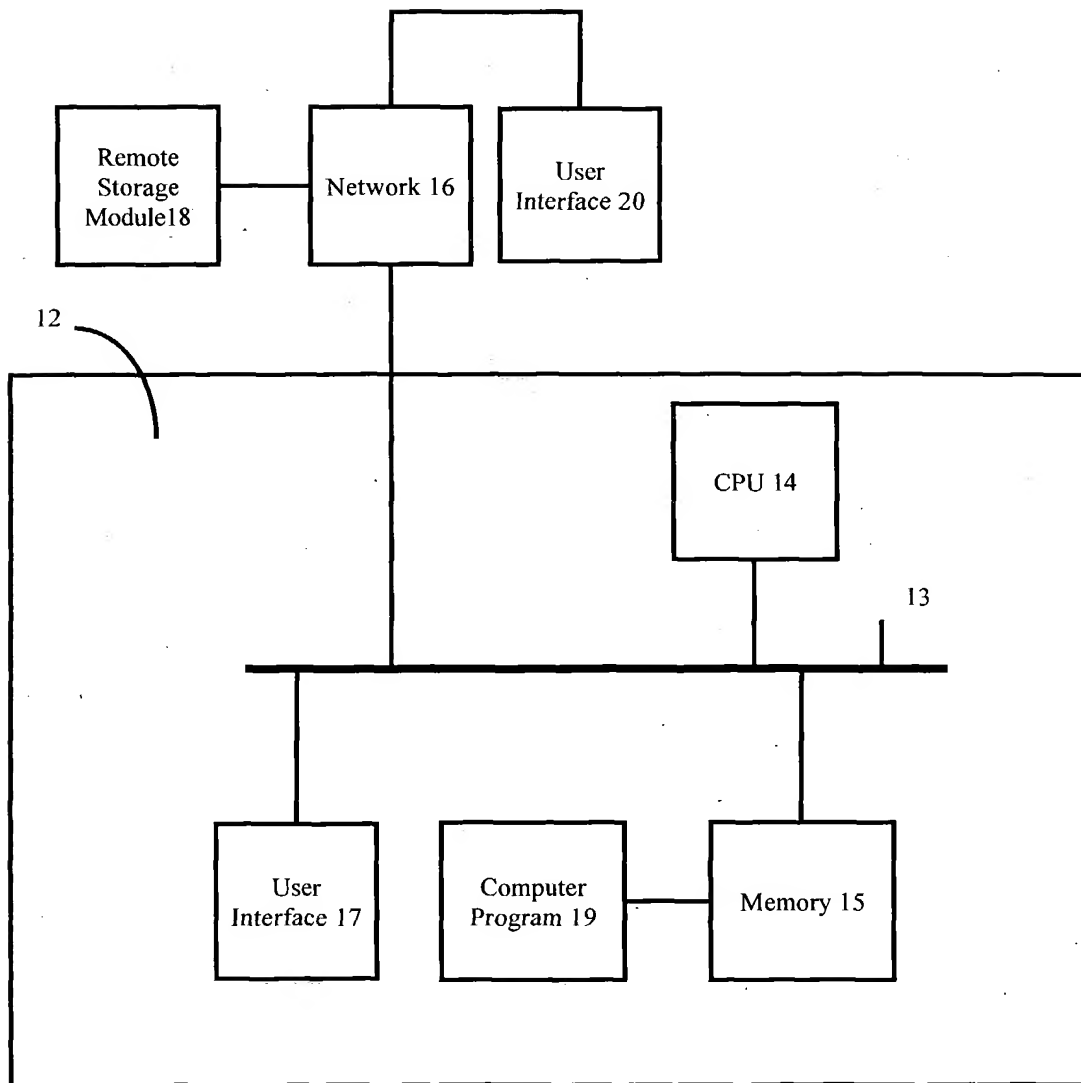 Remote
Storage
Module18
Network 16
User
Interface 20
12
CPU 14
13
User
Interface 17
Computer
Program 19
Memory 15